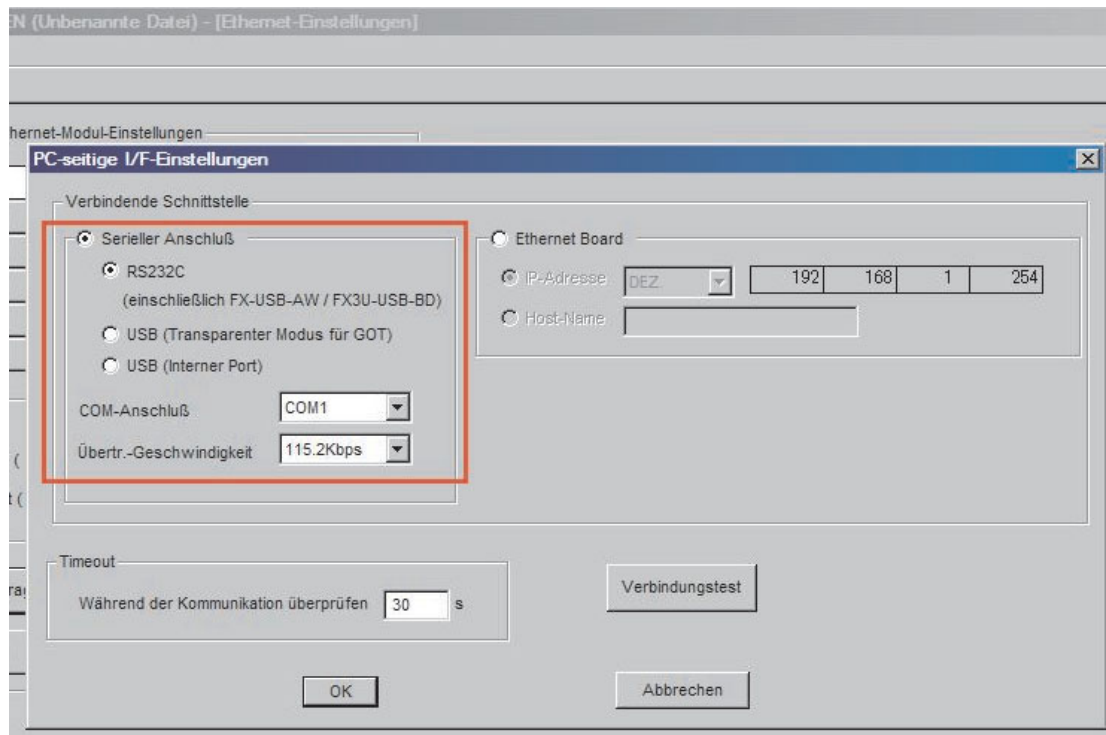 EN (Unbenannte Datei) - [Ethernet-Einstellungen]
hernet-Modul-Einstellungen
PC-seitige I/F-Einstellungen
Verbindende Schnittstelle
Serieller Anschluß
RS232C
(einschließlich FX-USB-AW / FX3U-USB-BD)
USB (Transparenter Modus für GOT)
USB (Interner Port)
COM-Anschluß COM1
Übertr.-Geschwindigkeit 115.2Kbps
Ethernet Board
IP-Adresse DEZ. 192 168 1 254
Host-Name
(
t (
Timeout
Während der Kommunikation überprüfen 30 s
Verbindungstest
OK
Abbrechen